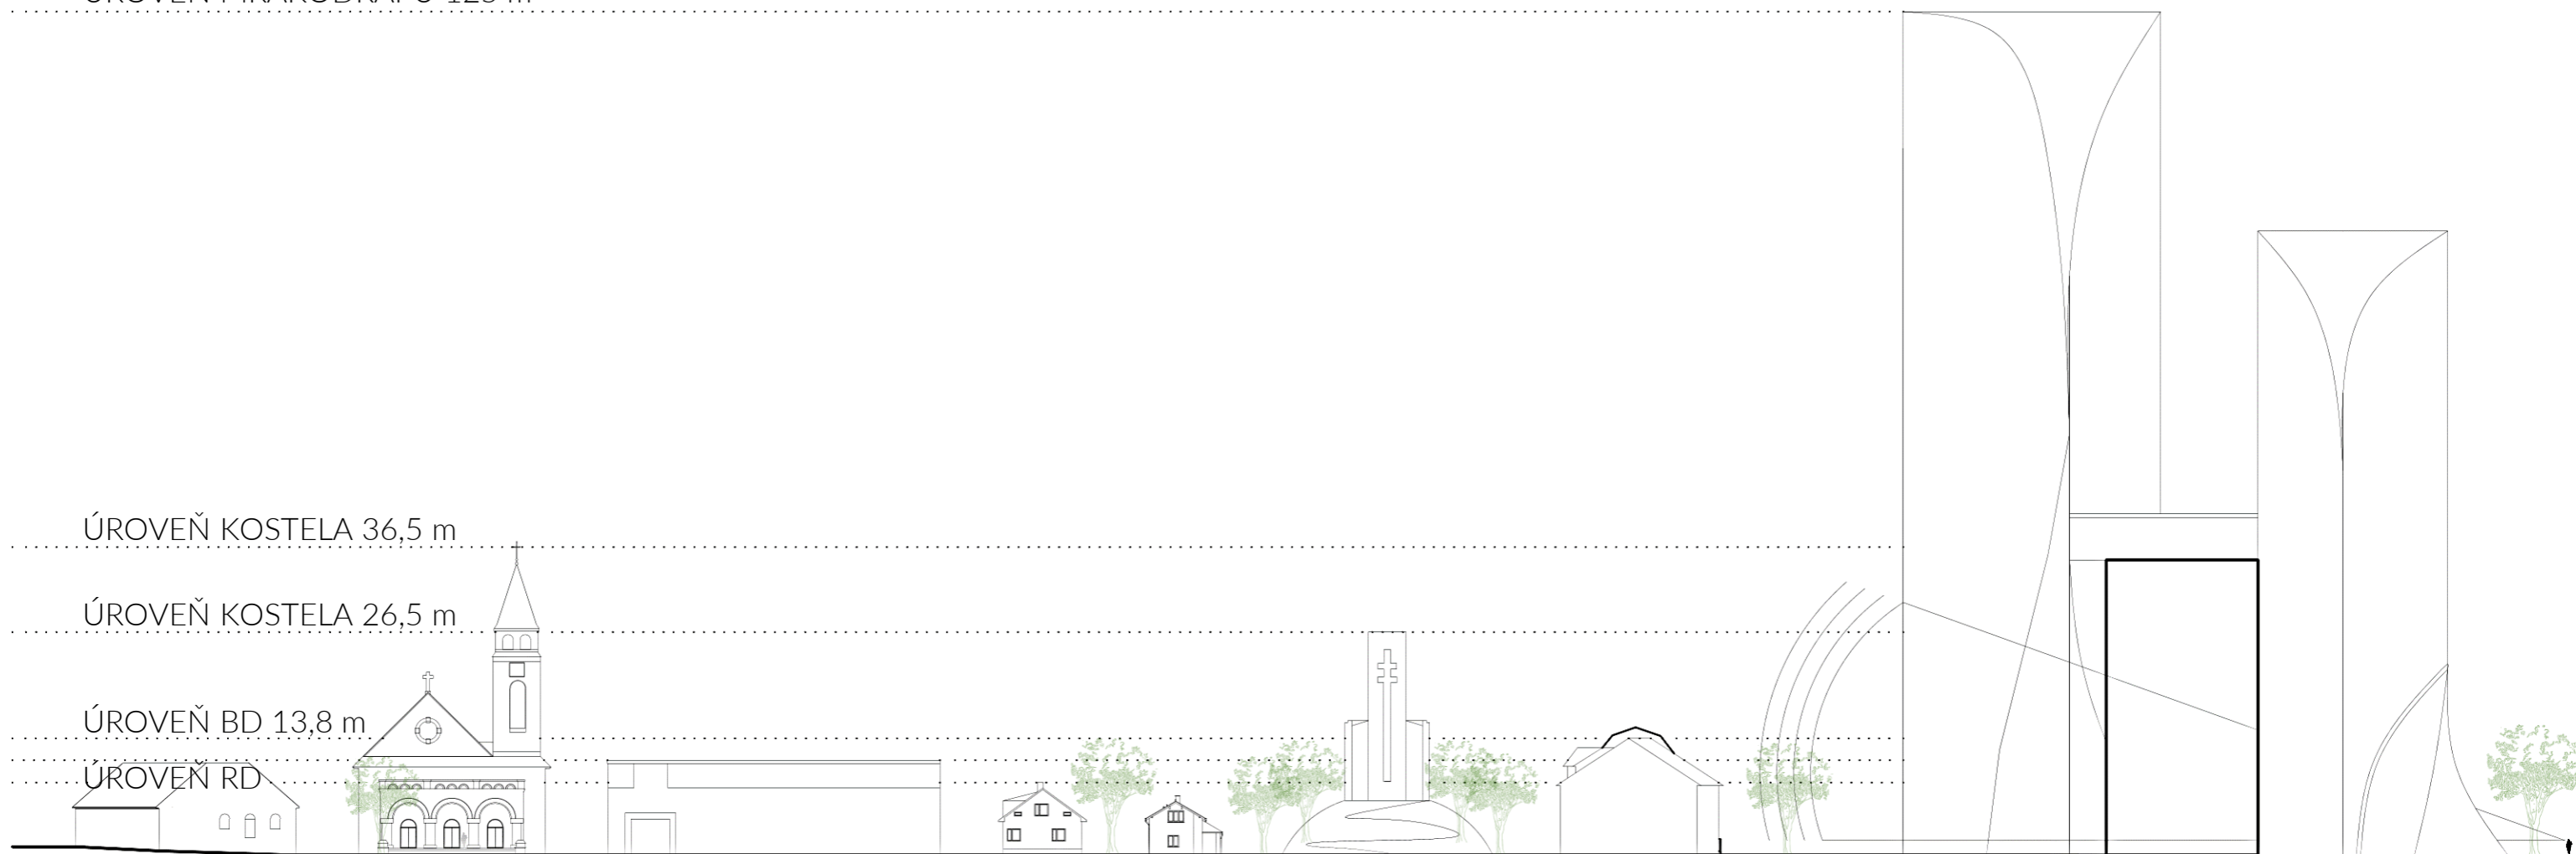 ÚROVEŇ KOSTELA 36,5 m
ÚROVEŇ KOSTELA 26,5 m
ÚROVEŇ BD 13,8 m
ÚROVEŇ RD